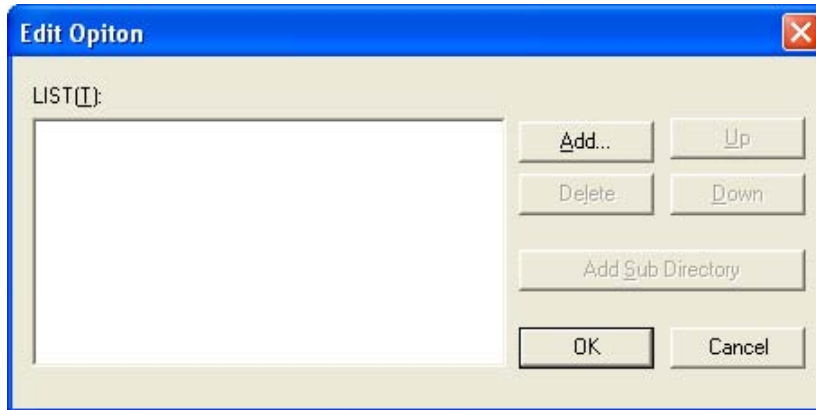 Edit Opiton
LIST(T):
Add...
Up
Delete
Down
Add Sub Directory
OK
Cancel